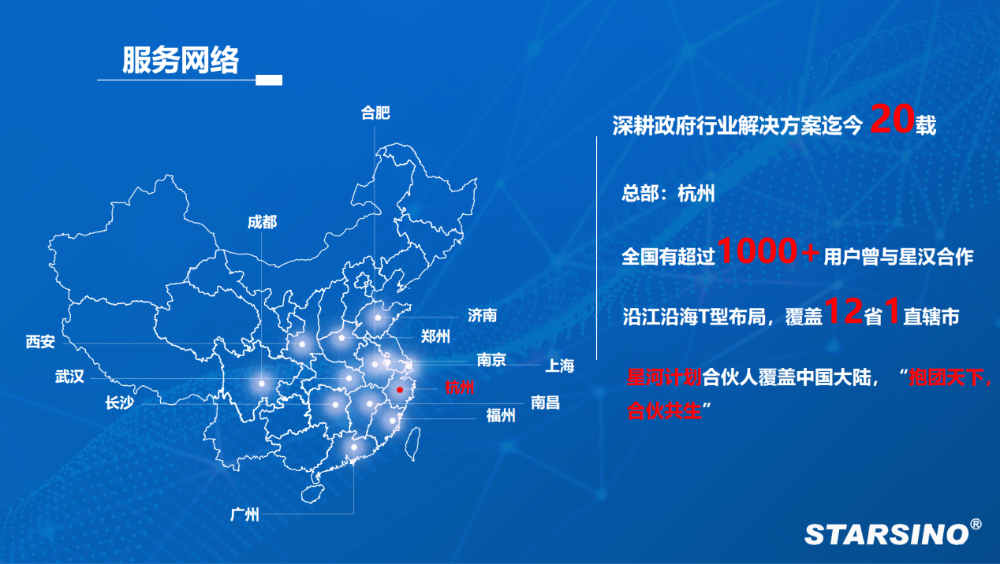 服务网络
合肥
成都
济南
郑州
西安
南京
上海
武汉
杭州
长沙
南昌
福州
广州
深耕政府行业解决方案迄今 20载
总部：杭州
全国有超过1000+用户曾与星汉合作
沿江沿海T型布局，覆盖12省1直辖市
星河计划合伙人覆盖中国大陆，“抱团天下，
合伙共生”
STARSINO®